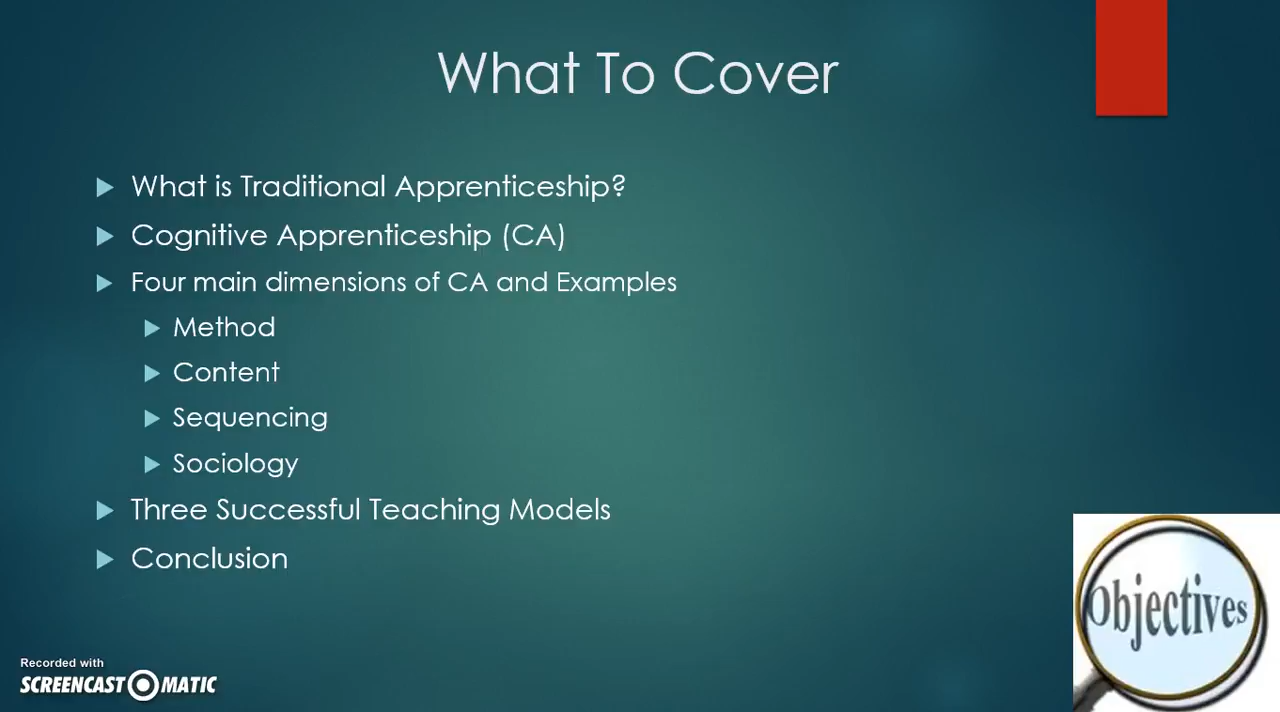 What To Cover
What is Traditional Apprenticeship?
Cognitive Apprenticeship (CA)
Four main dimensions of CA and Examples
Method
Content
Sequencing
Sociology
Three Successful Teaching Models
Conclusion
Objectives
Recorded with
SCREENCAST MATIC